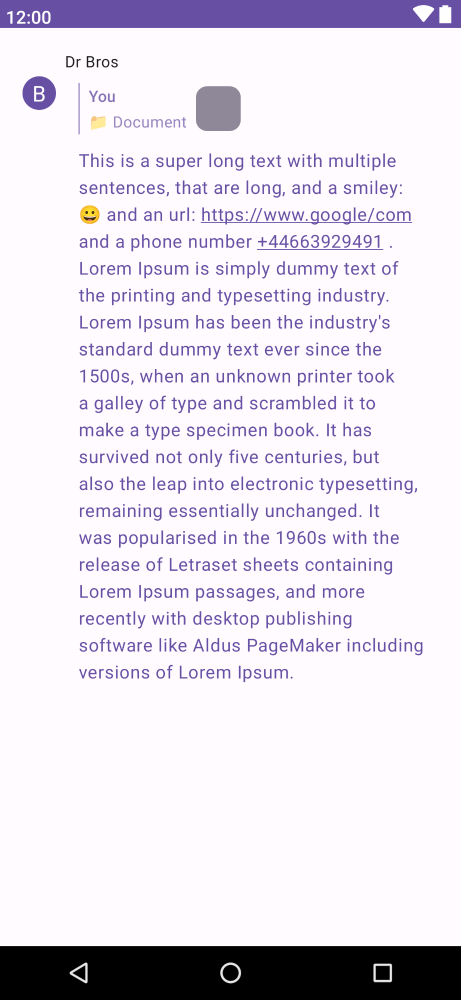 12:00
Dr Bros
B
You
📁 Document
This is a super long text with multiple
sentences, that are long, and a smiley:
😀 and an url: https://www.google/com
and a phone number +44663929491 .
Lorem Ipsum is simply dummy text of
the printing and typesetting industry.
Lorem Ipsum has been the industry's
standard dummy text ever since the
1500s, when an unknown printer took
a galley of type and scrambled it to
make a type specimen book. It has
survived not only five centuries, but
also the leap into electronic typesetting,
remaining essentially unchanged. It
was popularised in the 1960s with the
release of Letraset sheets containing
Lorem Ipsum passages, and more
recently with desktop publishing
software like Aldus PageMaker including
versions of Lorem Ipsum.